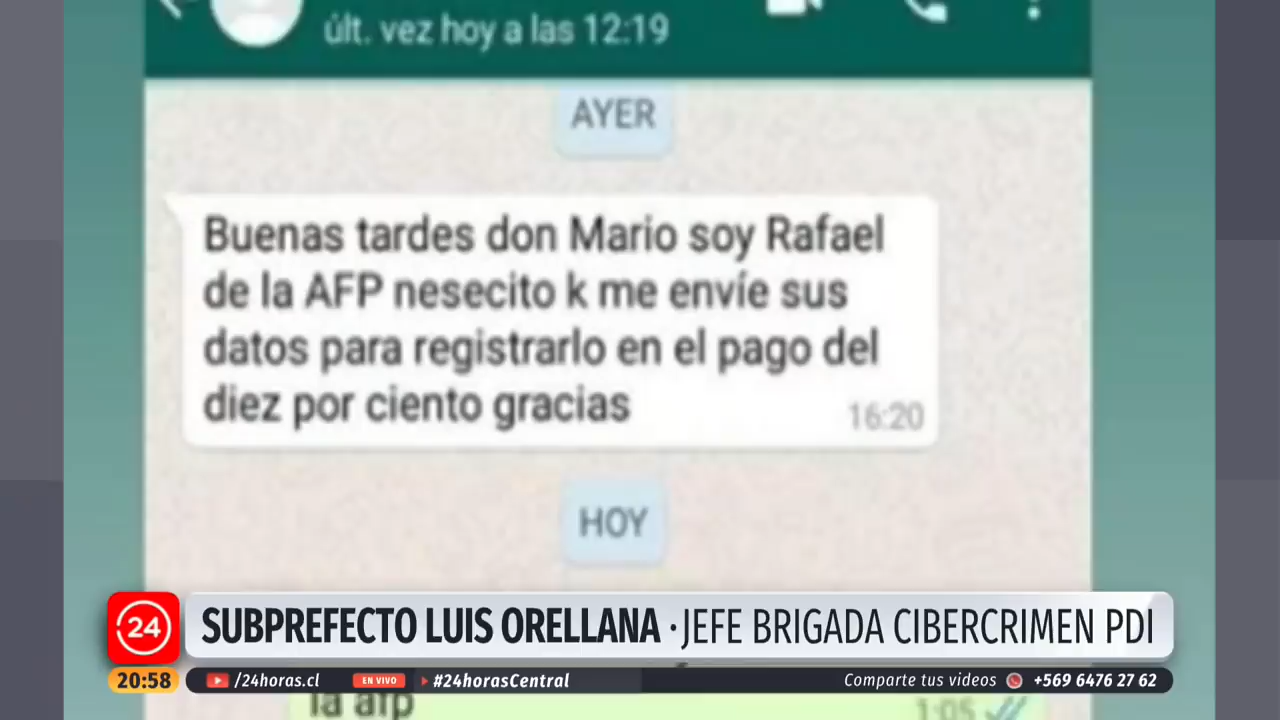 últ. vez hoy a las 12:19
AYER
Buenas tardes don Mario soy Rafael
de la AFP nesecito k me envíe sus
datos para registrarlo en el pago del
diez por ciento gracias
16:20
HOY
24
SUBPREFECTO LUIS ORELLANA · JEFE BRIGADA CIBERCRIMEN PDI
20:58
/24horas.cl
EN VIVO
#24horasCentral
Comparte tus videos
+569 6476 27 62
la afp
1:05